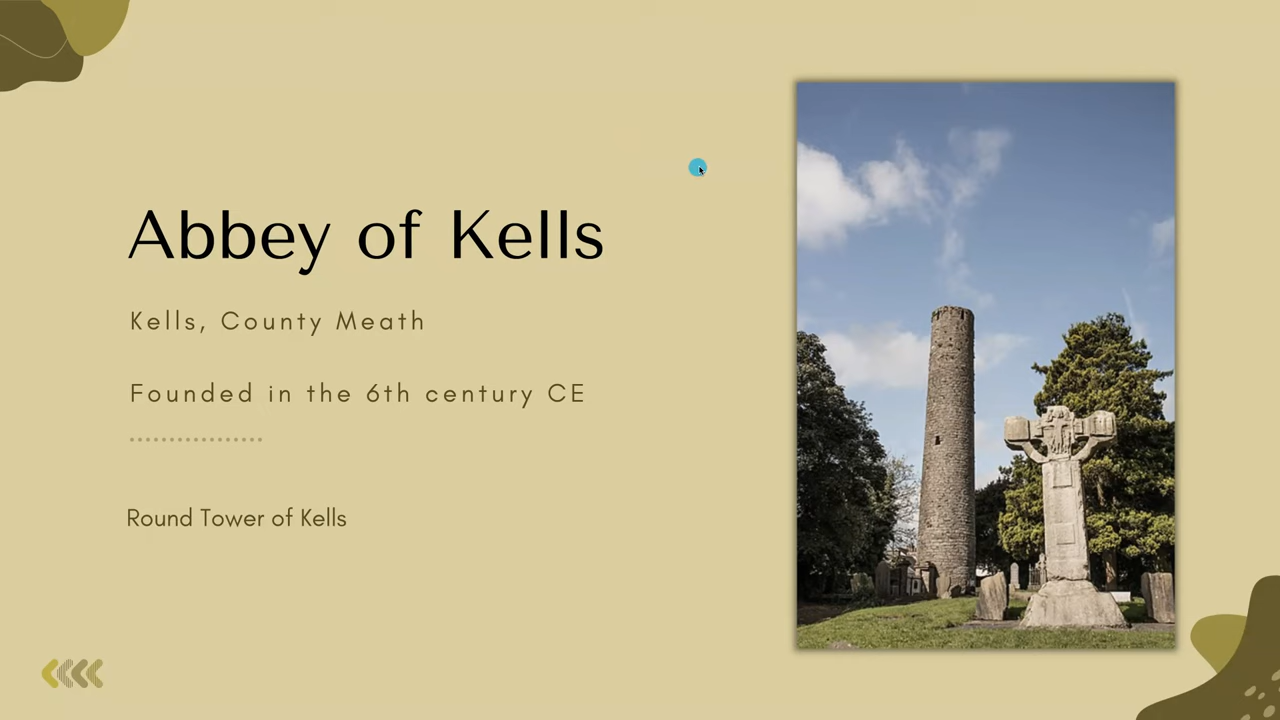 Abbey of Kells
Kells, County Meath
Founded in the 6th century CE
Round Tower of Kells